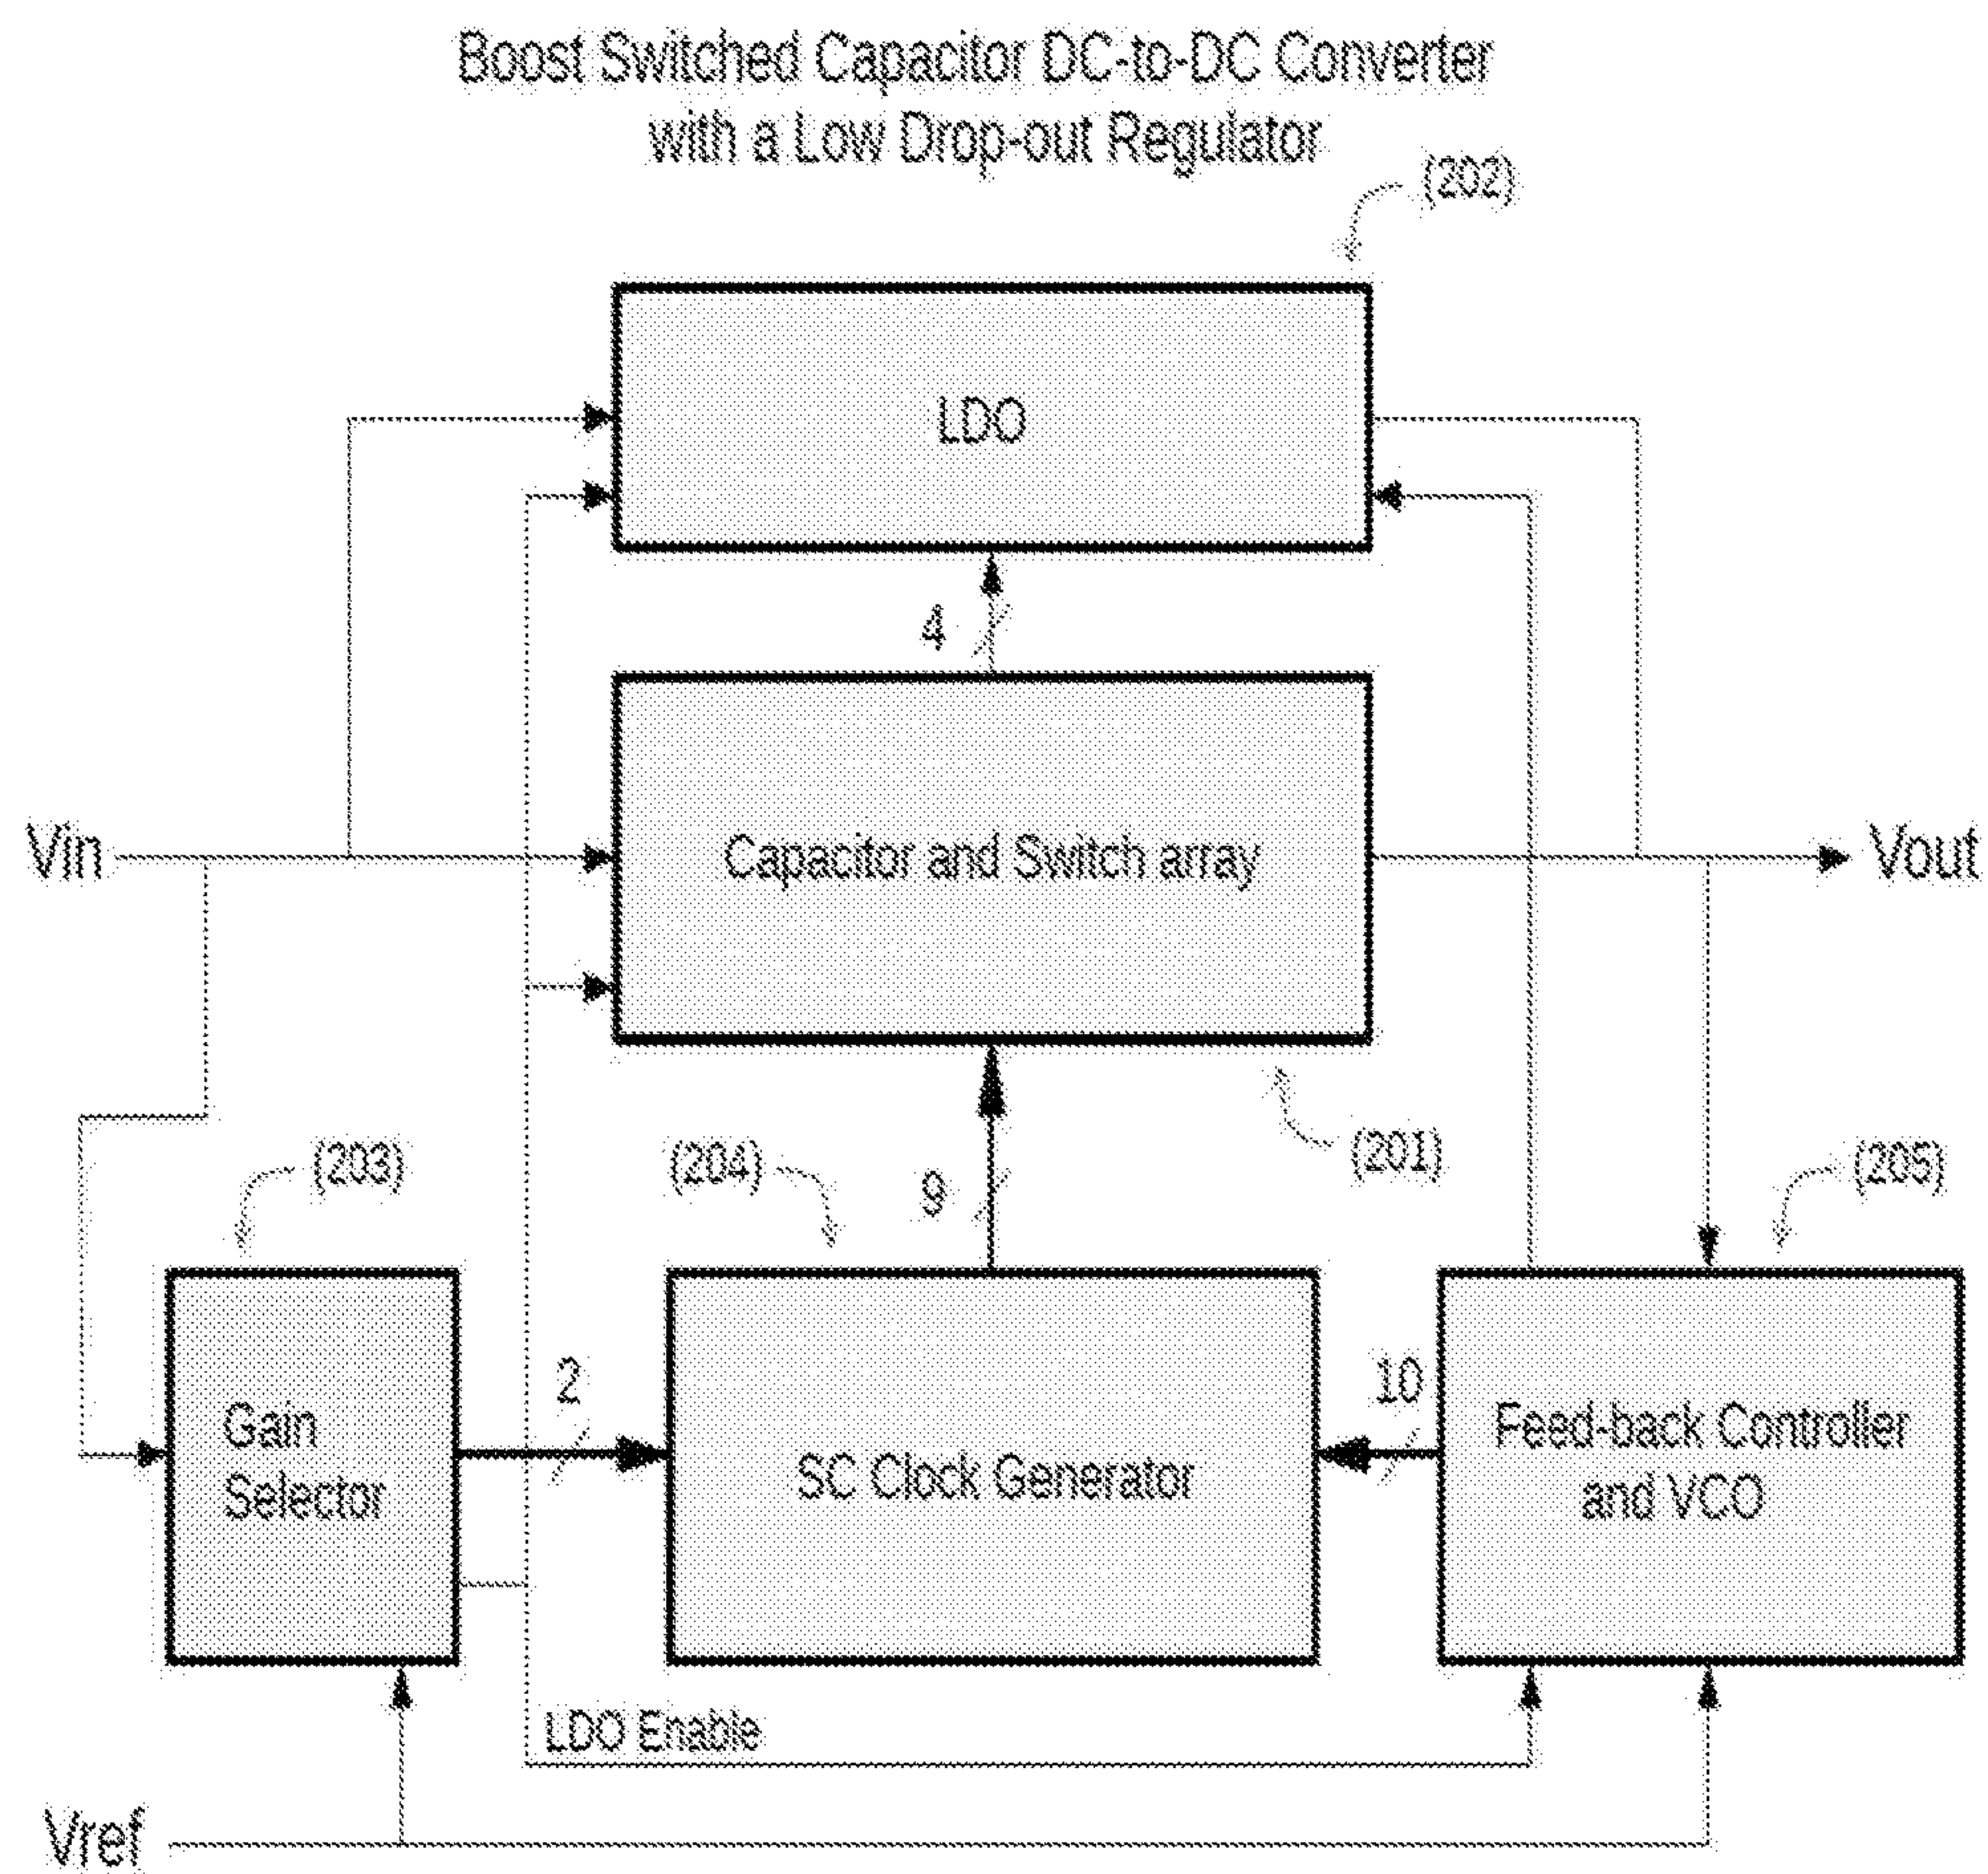 Boost Switched Capacitor DC-to-DC Converter
with a Low Drop-out Regulator
(202)
LDO
4
Vin
Capacitor and Switch array
Vout
(203)
(204)
9
(201)
(205)
2
10
Gain
Selector
SC Clock Generator
Feed-back Controller
and VCO
LDO Enable
Vref